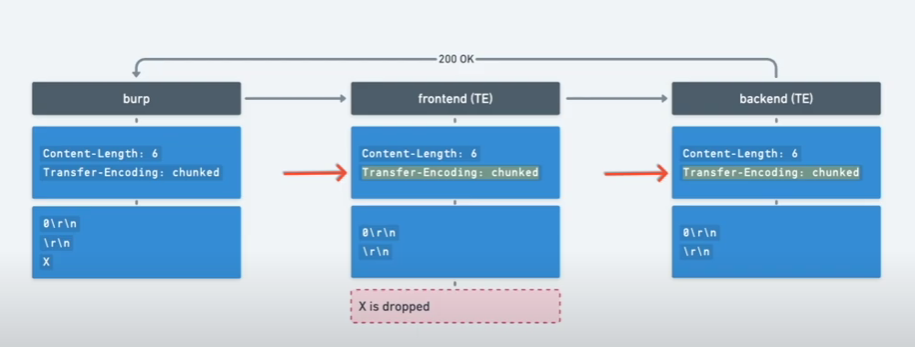 200 OK
burp
frontend (TE)
backend (TE)
Content-Length: 6
Transfer-Encoding: chunked
Content-Length: 6
Transfer-Encoding: chunked
Content-Length: 6
Transfer-Encoding: chunked
0\r\n
\r\n
X
0\r\n
\r\n
0\r\n
\r\n
X is dropped